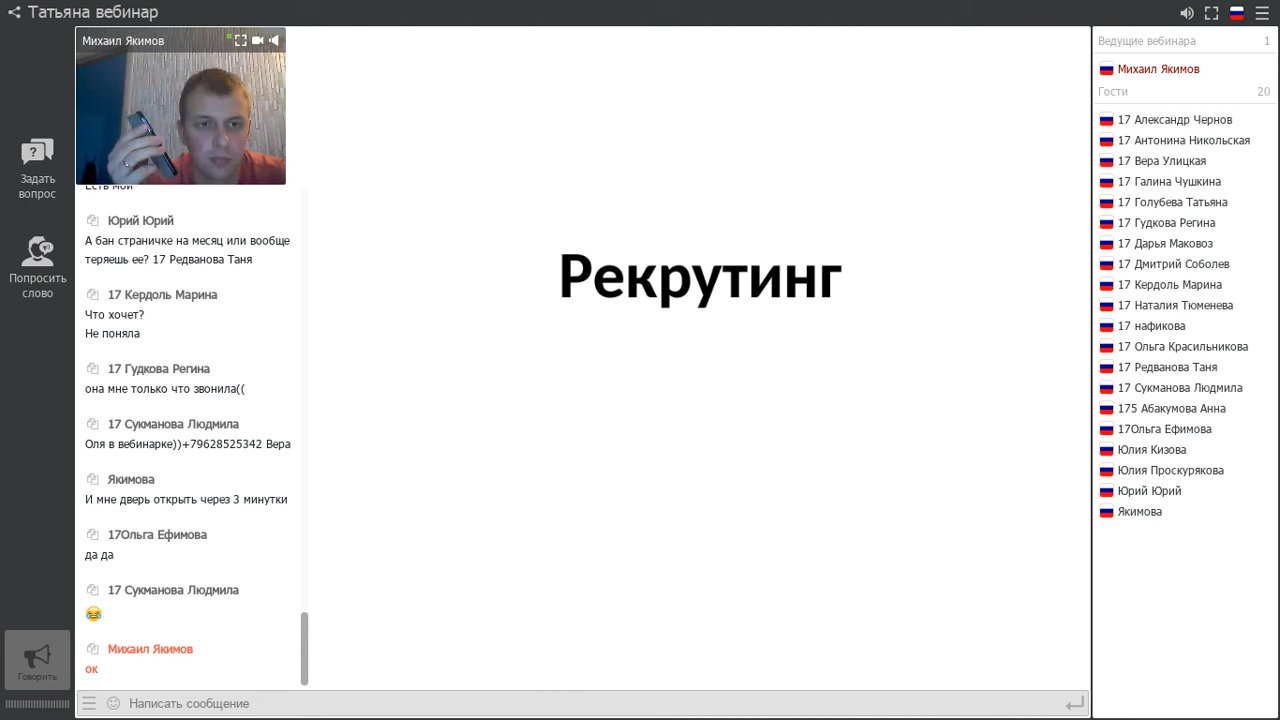 Татьяна вебинар
Михаил Якимов
Задать
вопрос
Попросить
слово
Говорить
Есть мои
Юрий Юрий
А бан страничке на месяц или вообще
теряешь ее? 17 Редванова Таня
17 Кердоль Марина
Что хочет?
Не поняла
17 Гудкова Регина
она мне только что звонила((
17 Сукманова Людмила
Оля в вебинарке))+79628525342 Вера
Якимова
И мне дверь открыть через 3 минутки
17Ольга Ефимова
да да
17 Сукманова Людмила
Михаил Якимов
ок
Написать сообщение
Рекрутинг
Ведущие вебинара 1
Михаил Якимов
Гости 20
17 Александр Чернов
17 Антонина Никольская
17 Вера Улицкая
17 Галина Чушкина
17 Голубева Татьяна
17 Гудкова Регина
17 Дарья Маковоз
17 Дмитрий Соболев
17 Кердоль Марина
17 Наталия Тюменева
17 нафикова
17 Ольга Красильникова
17 Редванова Таня
17 Сукманова Людмила
175 Абакумова Анна
17Ольга Ефимова
Юлия Кизова
Юлия Проскурякова
Юрий Юрий
Якимова